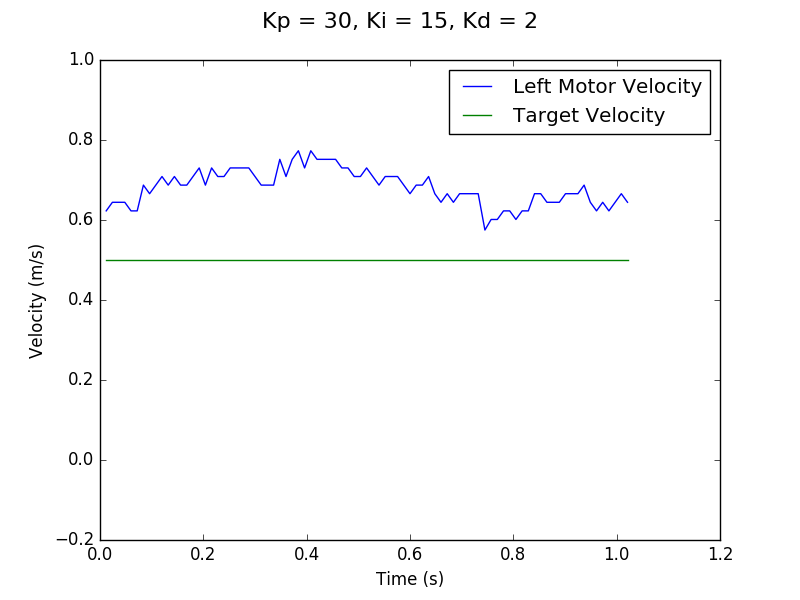 Kp = 30, Ki = 15, Kd = 2
1.0
0.8
0.6
0.4
0.2
0.0
−0.2
Velocity (m/s)
Left Motor Velocity
Target Velocity
0.0 0.2 0.4 0.6 0.8 1.0 1.2
Time (s)